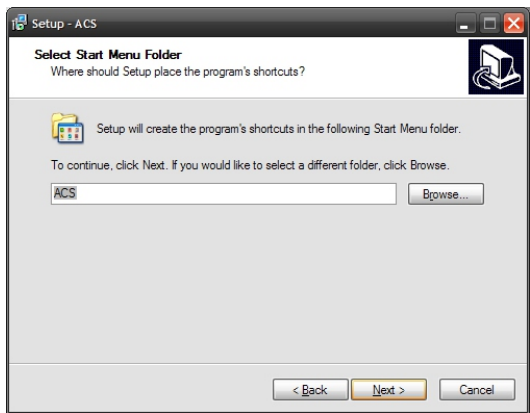 Setup - ACS
Select Start Menu Folder
Where should Setup place the program's shortcuts?
Setup will create the program's shortcuts in the following Start Menu folder.
To continue, click Next. If you would like to select a different folder, click Browse.
ACS
Browse...
< Back
Next >
Cancel